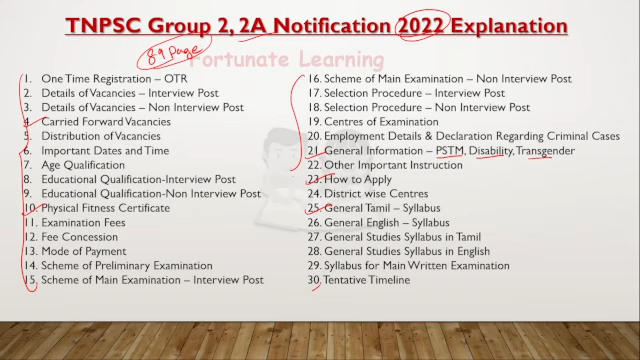 TNPSC Group 2, 2A Notification 2022 Explanation
89 page
Fortunate Learning
1. One Time Registration – OTR
2. Details of Vacancies – Interview Post
3. Details of Vacancies – Non Interview Post
4. Carried Forward Vacancies
5. Distribution of Vacancies
6. Important Dates and Time
7. Age Qualification
8. Educational Qualification-Interview Post
9. Educational Qualification-Non Interview Post
10. Physical Fitness Certificate
11. Examination Fees
12. Fee Concession
13. Mode of Payment
14. Scheme of Preliminary Examination
15. Scheme of Main Examination – Interview Post
16. Scheme of Main Examination – Non Interview Post
17. Selection Procedure – Interview Post
18. Selection Procedure – Non Interview Post
19. Centres of Examination
20. Employment Details & Declaration Regarding Criminal Cases
21. General Information – PSTM, Disability, Transgender
22. Other Important Instruction
23. How to Apply
24. District wise Centres
25. General Tamil – Syllabus
26. General English – Syllabus
27. General Studies Syllabus in Tamil
28. General Studies Syllabus in English
29. Syllabus for Main Written Examination
30. Tentative Timeline